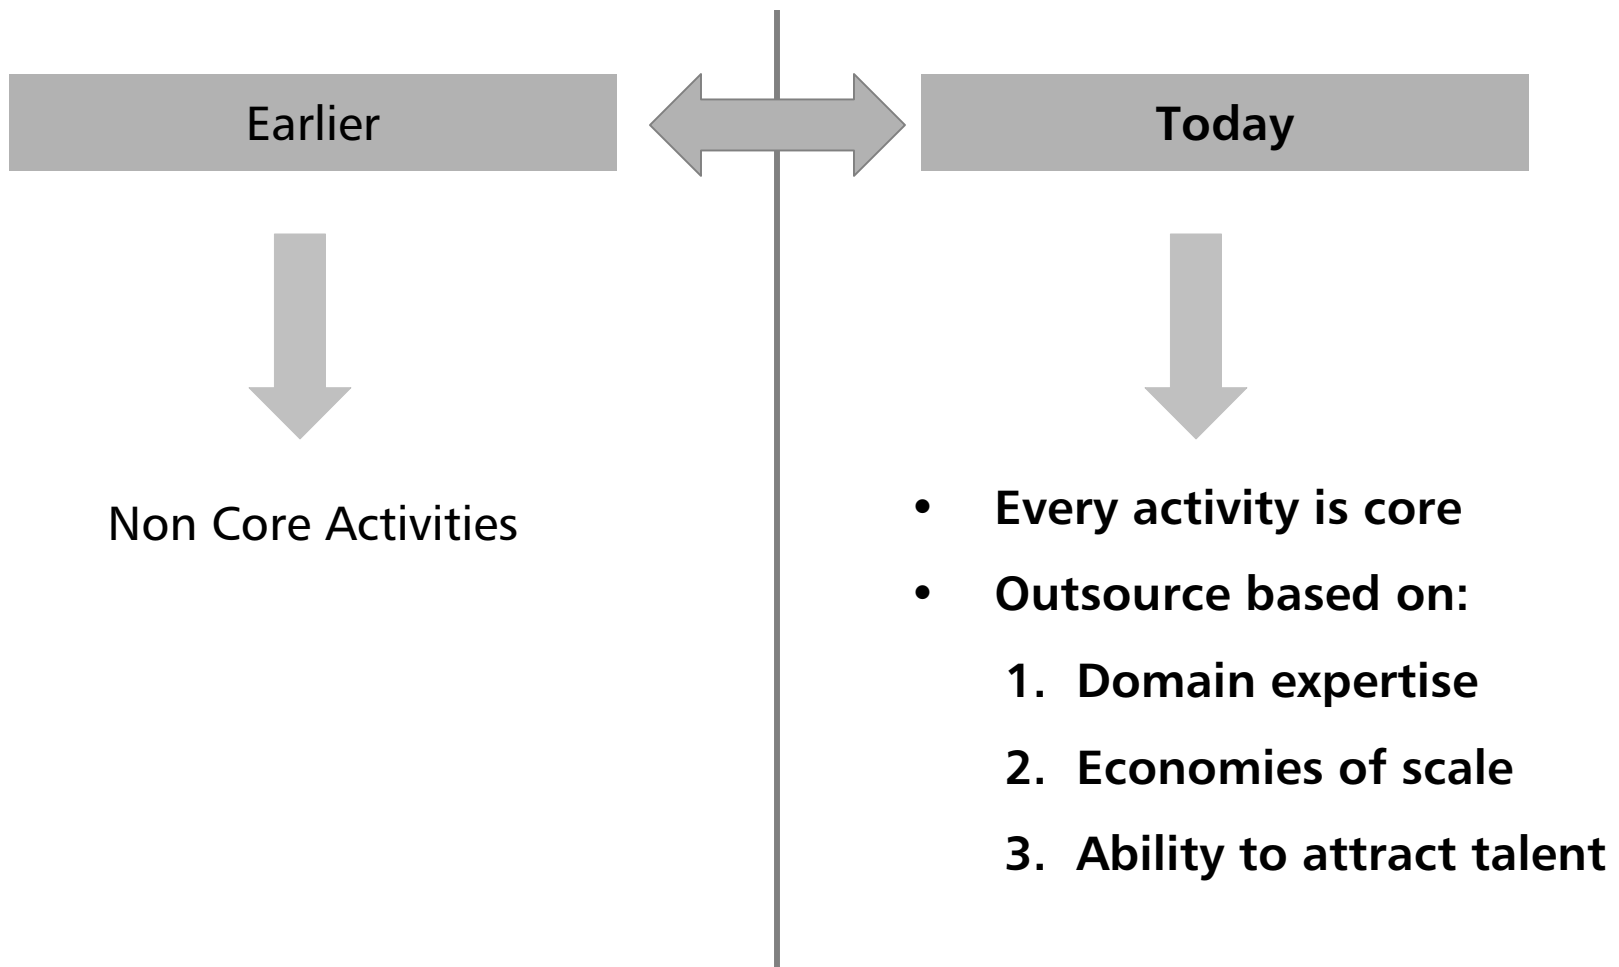 Earlier
Today
Non Core Activities
• Every activity is core
• Outsource based on:
1. Domain expertise
2. Economies of scale
3. Ability to attract talent